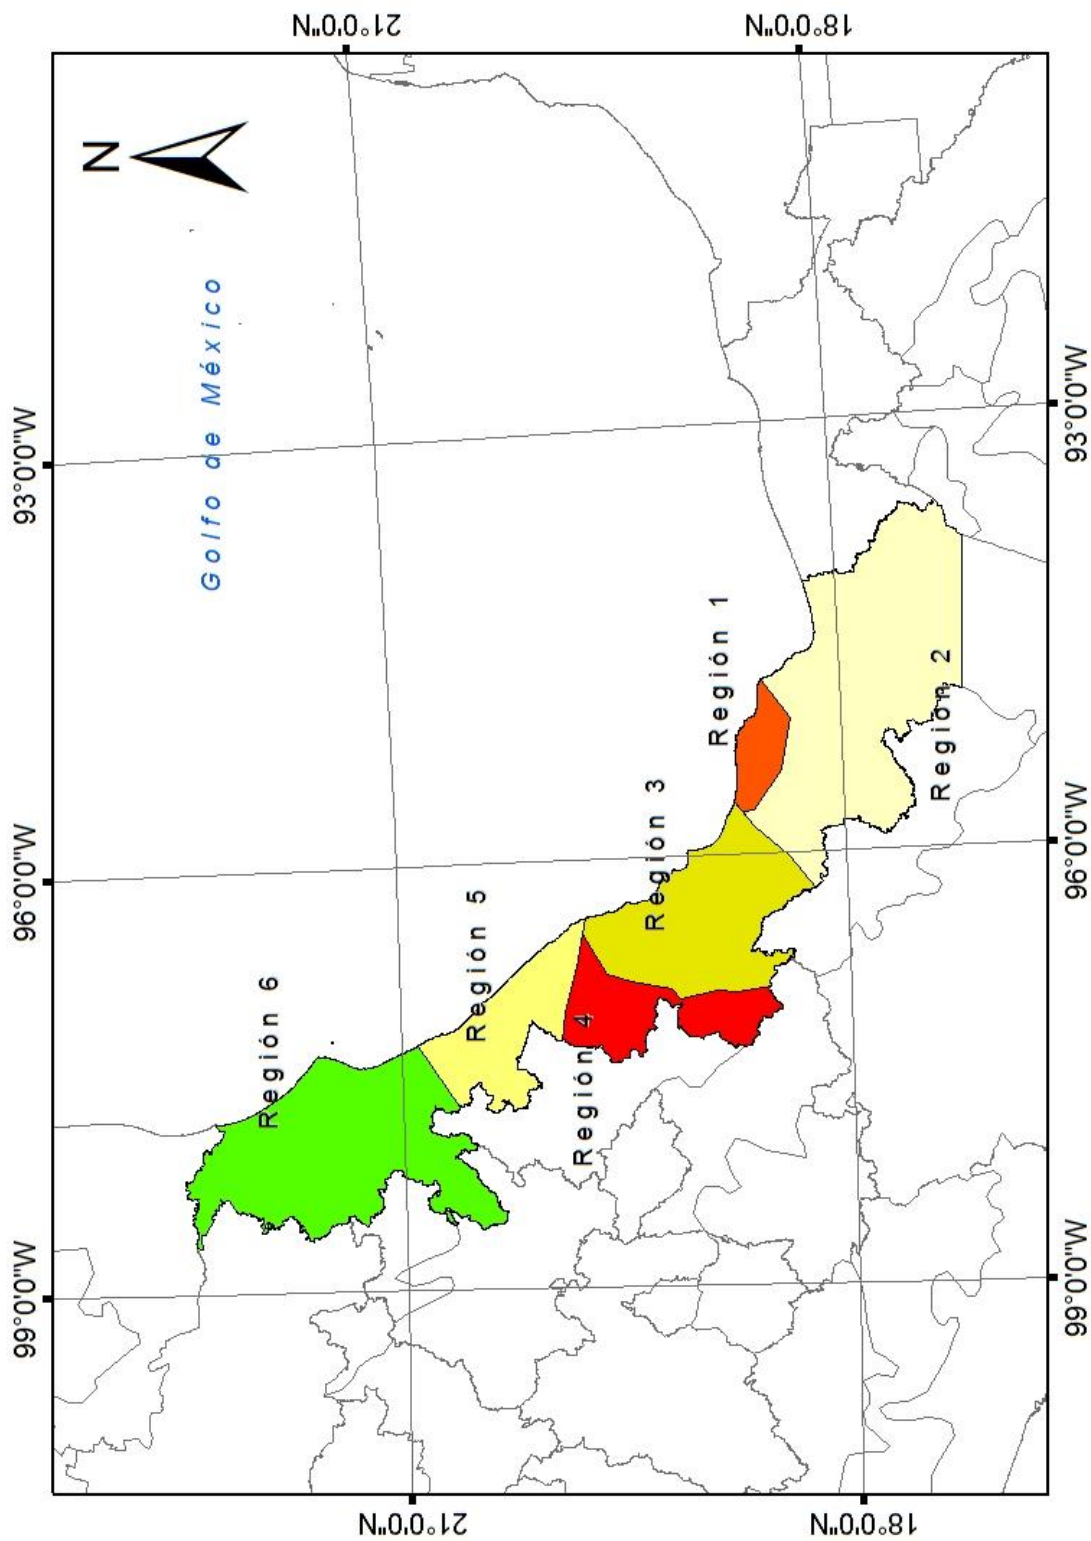 99°0'0"W
96°0'0"W
93°0'0"W
N
Golfo de México
21°0'0"N
21°0'0"N
Región 6
Región 5
Región 4
Región 3
Región 1
Región 2
18°0'0"N
18°0'0"N
99°0'0"W
96°0'0"W
93°0'0"W